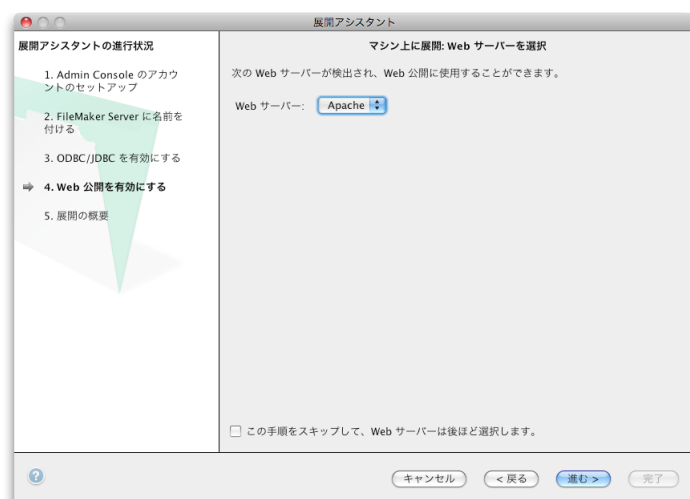 展開アシスタント
展開アシスタントの進行状況
1. Admin Console のアカウ
ントのセットアップ
2. FileMaker Server に名前を
付ける
3. ODBC/JDBC を有効にする
4. Web 公開を有効にする
5. 展開の概要
マシン上に展開: Web サーバーを選択
次の Web サーバーが検出され、Web 公開に使用することができます。
Web サーバー: Apache
この手順をスキップして、Web サーバーは後ほど選択します。
? キャンセル < 戻る 進む > 完了